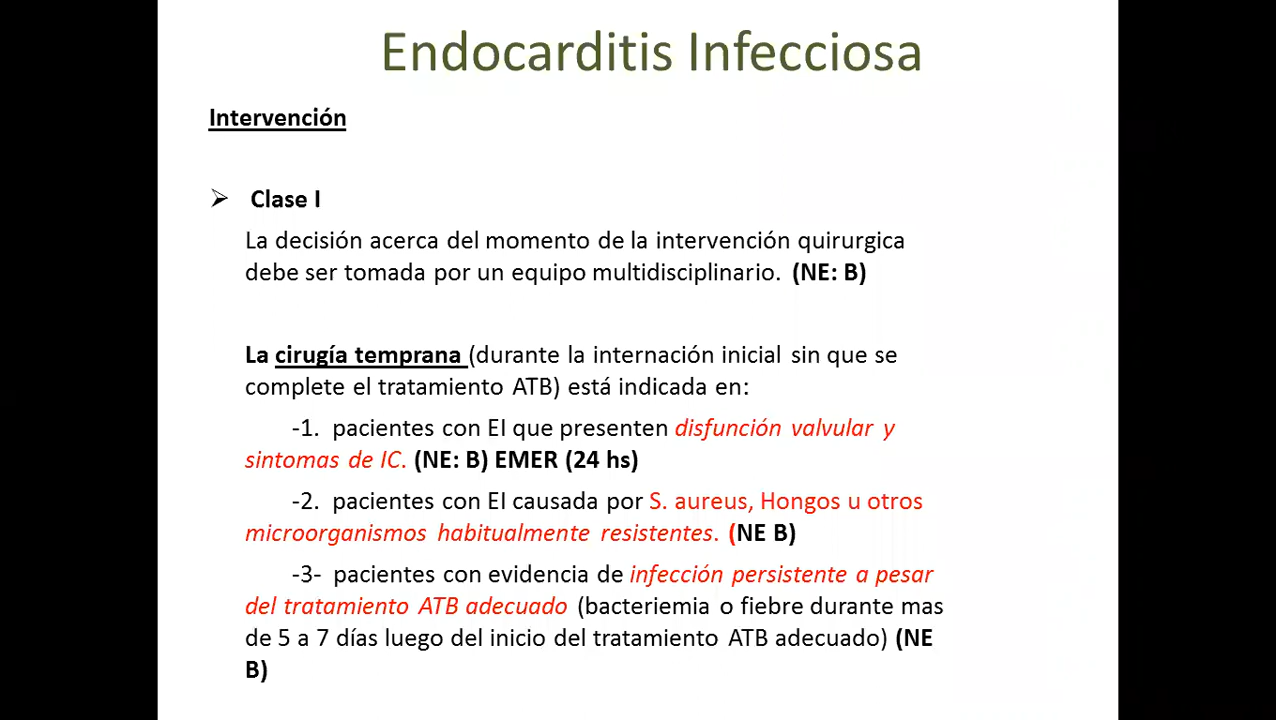 Endocarditis Infecciosa
Intervención
➢ Clase I
La decisión acerca del momento de la intervención quirurgica
debe ser tomada por un equipo multidisciplinario. (NE: B)
La cirugía temprana (durante la internación inicial sin que se
complete el tratamiento ATB) está indicada en:
-1. pacientes con EI que presenten disfunción valvular y
sintomas de IC. (NE: B) EMER (24 hs)
-2. pacientes con EI causada por S. aureus, Hongos u otros
microorganismos habitualmente resistentes. (NE B)
-3- pacientes con evidencia de infección persistente a pesar
del tratamiento ATB adecuado (bacteriemia o fiebre durante mas
de 5 a 7 días luego del inicio del tratamiento ATB adecuado) (NE
B)